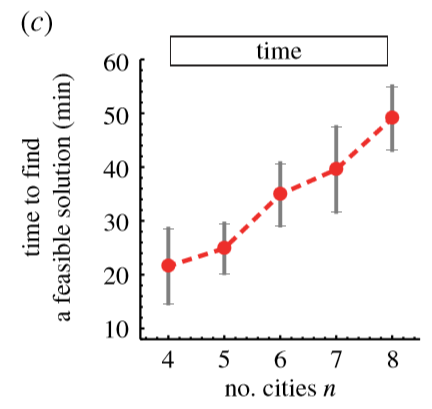 (c)
time
time to find
a feasible solution (min)
60
50
40
30
20
10
4 5 6 7 8
no. cities n